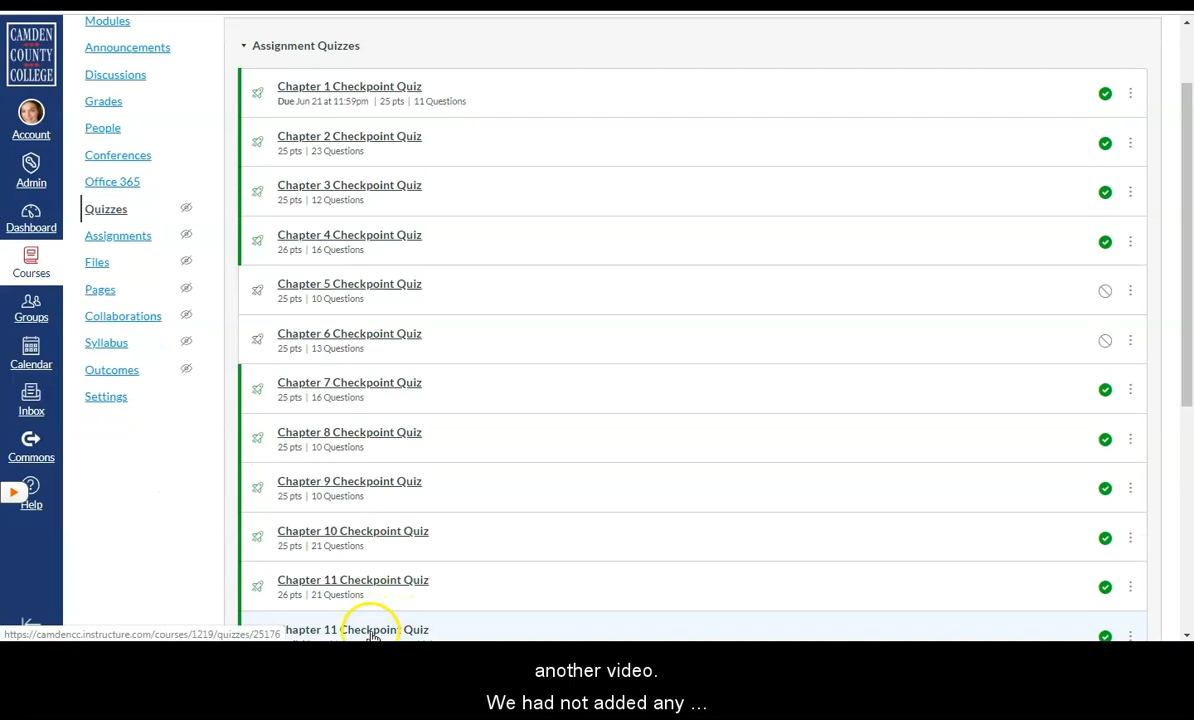 CAMDEN
COUNTY
COLLEGE
Account
Admin
Dashboard
Courses
Groups
Calendar
Inbox
Commons
Help
Modules
Announcements
Discussions
Grades
People
Conferences
Office 365
Quizzes
Assignments
Files
Pages
Collaborations
Syllabus
Outcomes
Settings
Assignment Quizzes
Chapter 1 Checkpoint Quiz
Due Jun 21 at 11:59pm | 25 pts | 11 Questions
Chapter 2 Checkpoint Quiz
25 pts | 23 Questions
Chapter 3 Checkpoint Quiz
25 pts | 12 Questions
Chapter 4 Checkpoint Quiz
26 pts | 16 Questions
Chapter 5 Checkpoint Quiz
25 pts | 10 Questions
Chapter 6 Checkpoint Quiz
25 pts | 13 Questions
Chapter 7 Checkpoint Quiz
25 pts | 16 Questions
Chapter 8 Checkpoint Quiz
25 pts | 10 Questions
Chapter 9 Checkpoint Quiz
25 pts | 10 Questions
Chapter 10 Checkpoint Quiz
25 pts | 21 Questions
Chapter 11 Checkpoint Quiz
26 pts | 21 Questions
hapter 11 Checkpoint Quiz
https://camdencc.instructure.com/courses/1219/quizzes/25176
another video.
We had not added any ...